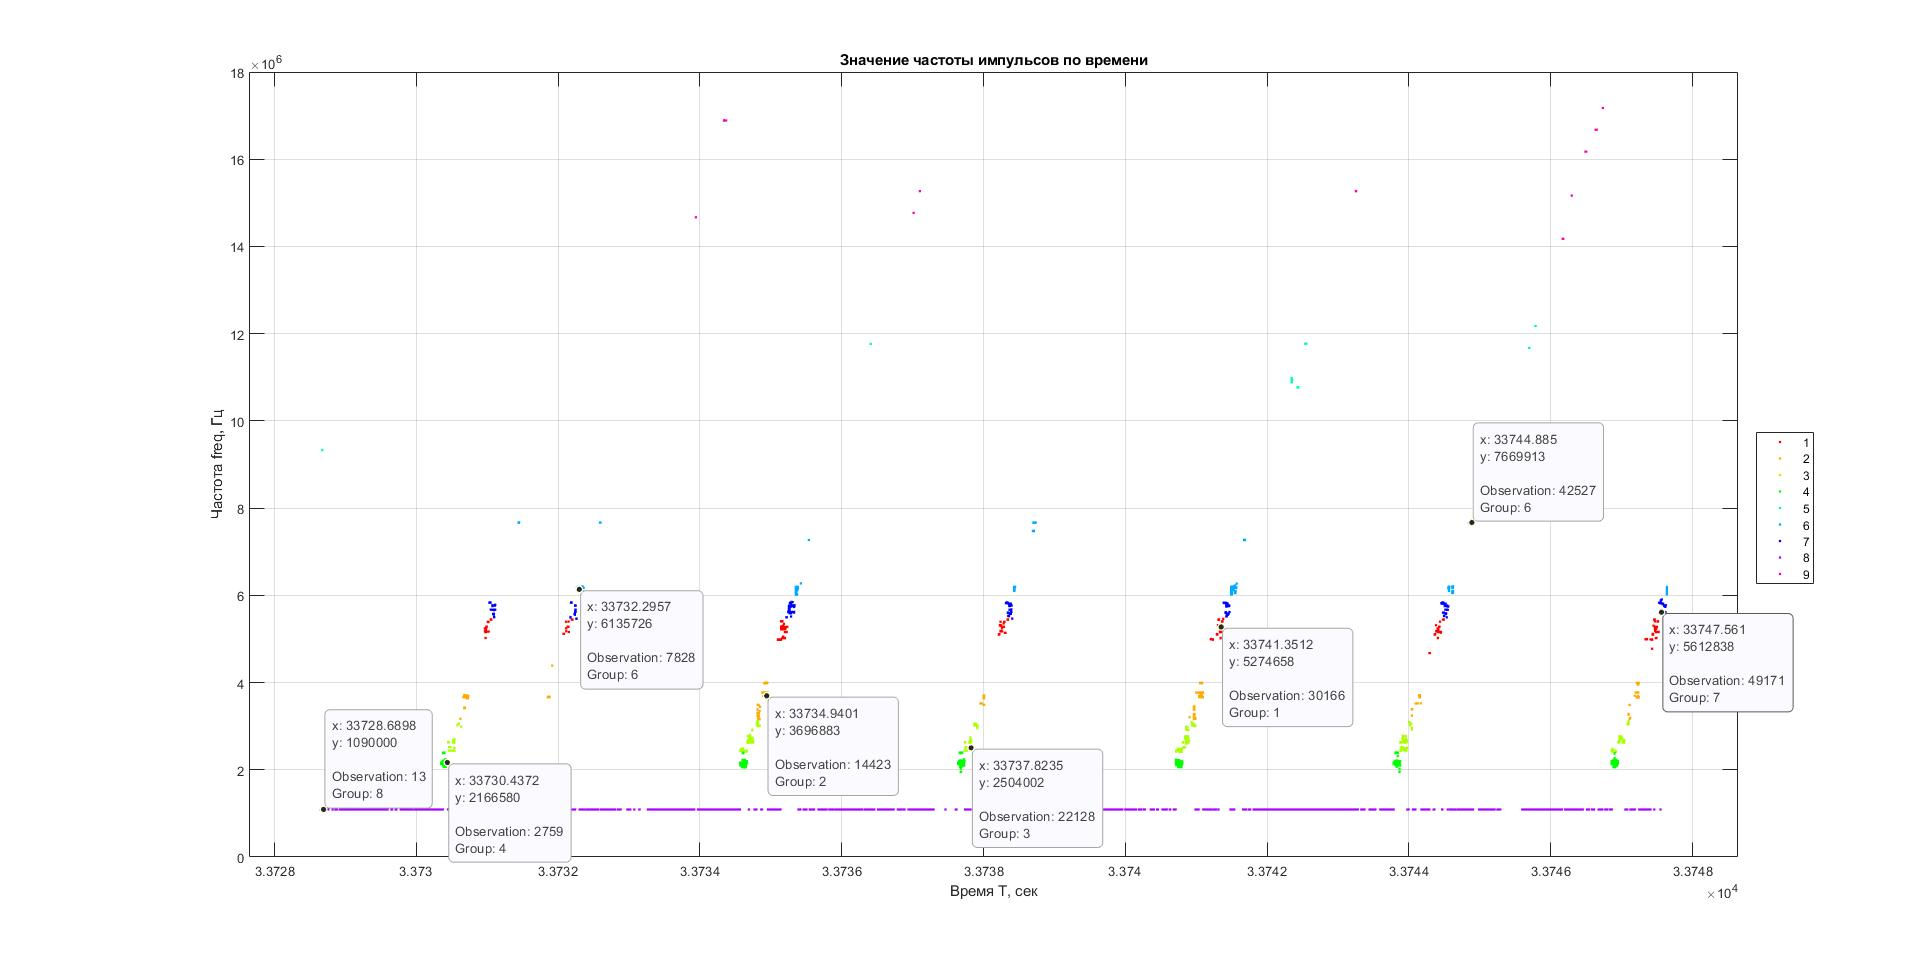 Значение частоты импульсов по времени
×10^6
18
16
14
12
10
8
6
4
2
0
Частота freq, Гц
x: 33728.6898
y: 1090000
Observation: 13
Group: 8
x: 33730.4372
y: 2166580
Observation: 2759
Group: 4
x: 33732.2957
y: 6135726
Observation: 7828
Group: 6
x: 33734.9401
y: 3696883
Observation: 14423
Group: 2
x: 33737.8235
y: 2504002
Observation: 22128
Group: 3
x: 33741.3512
y: 5274658
Observation: 30166
Group: 1
x: 33744.885
y: 7669913
Observation: 42527
Group: 6
x: 33747.561
y: 5612838
Observation: 49171
Group: 7
1
2
3
4
5
6
7
8
9
3.3728 3.373 3.3732 3.3734 3.3736 3.3738 3.374 3.3742 3.3744 3.3746 3.3748
Время T, сек
×10^4